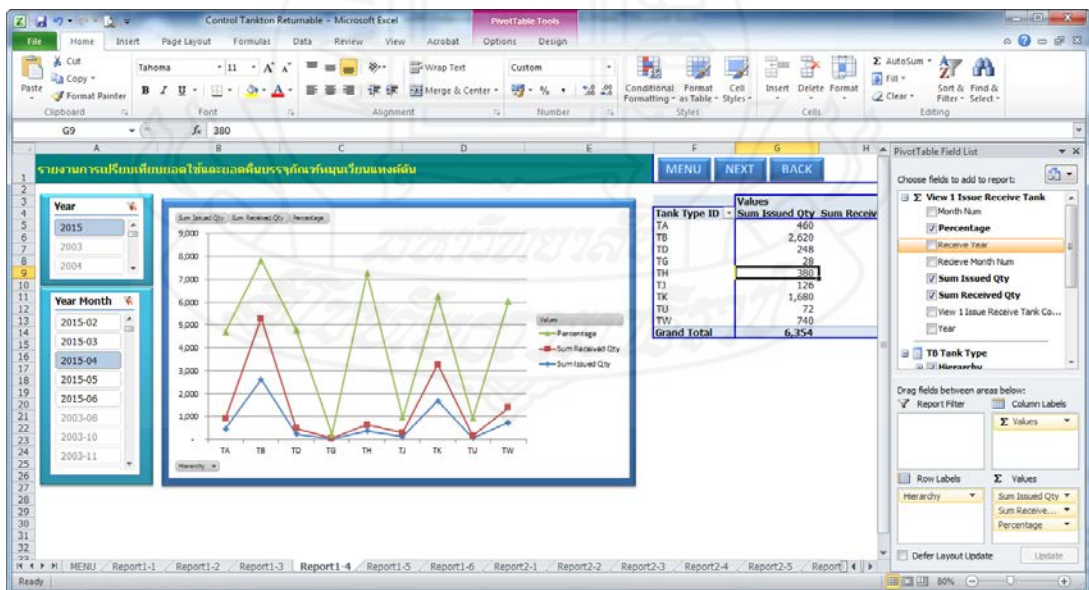 Control Tankton Returnable - Microsoft Excel
PivotTable Tools
File Home Insert Page Layout Formulas Data Review View Acrobat Options Design
Cut
Copy
Format Painter
Paste
Clipboard
Tahoma 11 A A
B I U
Font
Wrap Text
Merge & Center
Alignment
Custom
% ,
Number
Conditional Formatting
Format as Table
Cell Styles
Styles
Insert Delete Format
Cells
Σ AutoSum
Fill
Clear
Sort & Filter
Find & Select
Editing
G9 fx 380
A B C D E F G H
รายงานการเปรียบเทียบยอดใช้และยอดคืนบรรจุภัณฑ์หมุนเวียนแทงค์ตัน
MENU NEXT BACK
Year
2015
2003
2004
Year Month
2015-02
2015-03
2015-04
2015-05
2015-06
2003-08
2003-10
2003-11
Sum Issued Qty Sum Received Qty Percentage
9,000
8,000
7,000
6,000
5,000
4,000
3,000
2,000
1,000
-
TA TB TD TG TH TJ TK TU TW
Hierarchy
Values
Percentage
Sum Received Qty
Sum Issued Qty
Values
Tank Type ID Sum Issued Qty Sum Receiv
TA 460
TB 2,620
TD 248
TG 28
TH 380
TJ 126
TK 1,680
TU 72
TW 740
Grand Total 6,354
PivotTable Field List
Choose fields to add to report:
Σ View 1 Issue Receive Tank
Month Num
Percentage
Receive Year
Recieve Month Num
Sum Issued Qty
Sum Received Qty
View 1 Issue Receive Tank Co...
Year
TB Tank Type
Hierarchy
Drag fields between areas below:
Report Filter
Column Labels
Σ Values
Row Labels
Σ Values
Hierarchy
Sum Issued Qty
Sum Receive...
Percentage
Defer Layout Update
Update
MENU Report1-1 Report1-2 Report1-3 Report1-4 Report1-5 Report1-6 Report2-1 Report2-2 Report2-3 Report2-4 Report2-5 Report
Ready
80%